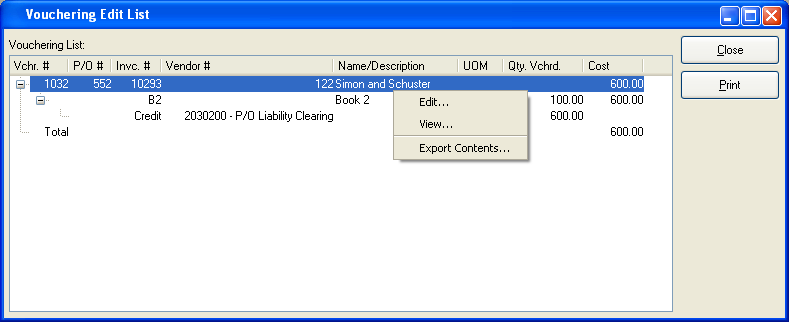 Vouchering Edit List
Vouchering List:
Vchr. # P/O # Invc. # Vendor # Name/Description UOM Qty. Vchrd. Cost
1032 552 10293 122 Simon and Schuster 600.00
B2 Book 2 100.00 600.00
Credit 2030200 - P/O Liability Clearing 600.00
Total 600.00
Edit...
View...
Export Contents...
Close
Print